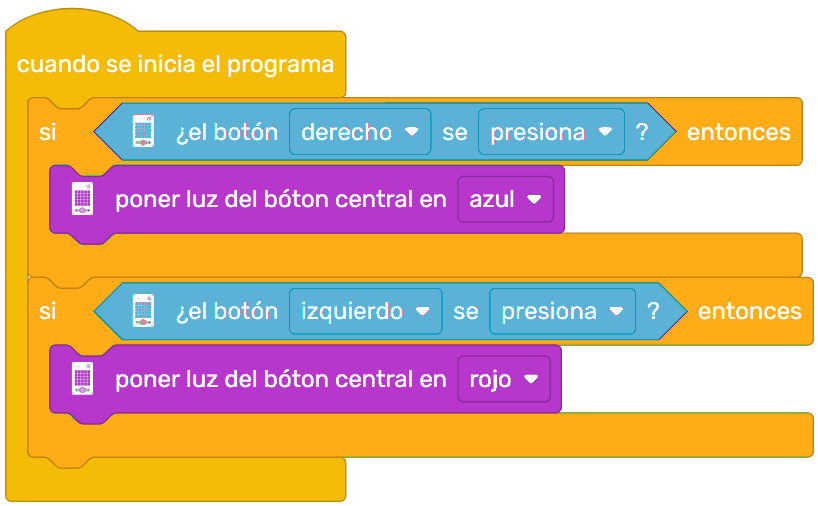 cuando se inicia el programa
si ¿el botón derecho se presiona ? entonces
poner luz del bóton central en azul
si ¿el botón izquierdo se presiona ? entonces
poner luz del bóton central en rojo